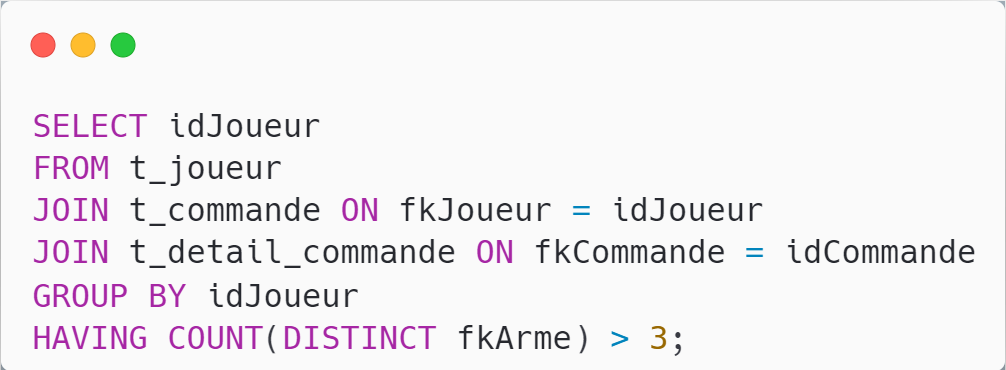 SELECT idJoueur
FROM t_joueur
JOIN t_commande ON fkJoueur = idJoueur
JOIN t_detail_commande ON fkCommande = idCommande
GROUP BY idJoueur
HAVING COUNT(DISTINCT fkArme) > 3;